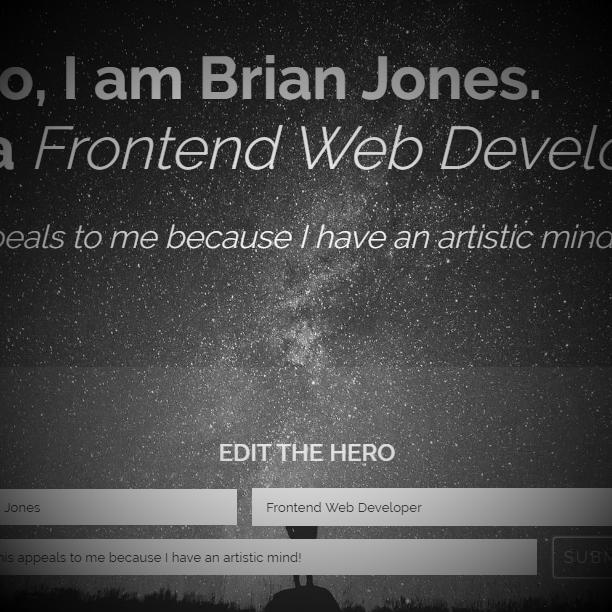 o, I am Brian Jones.
a Frontend Web Develo
peals to me because I have an artistic mind
EDIT THE HERO
Jones
Frontend Web Developer
his appeals to me because I have an artistic mind!
SUBM